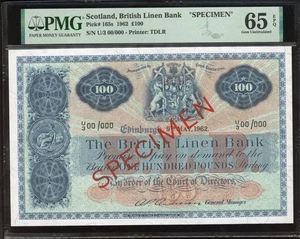 PMG
PAPER MONEY GUARANTY
Scotland, British Linen Bank "SPECIMEN"
Pick# 165s 1962 £100
S/N U/3 00/000 - Printer: TDLR
65 EPQ
Gem Uncirculated
100
100
U/3 00/000
U/3 00/000
Edinburgh, 9th MAY, 1962.
The British Linen Bank
Promise to pay on demand to the
ONE HUNDRED POUNDS
By order of the Court of Directors,
General Manager
SPECIMEN